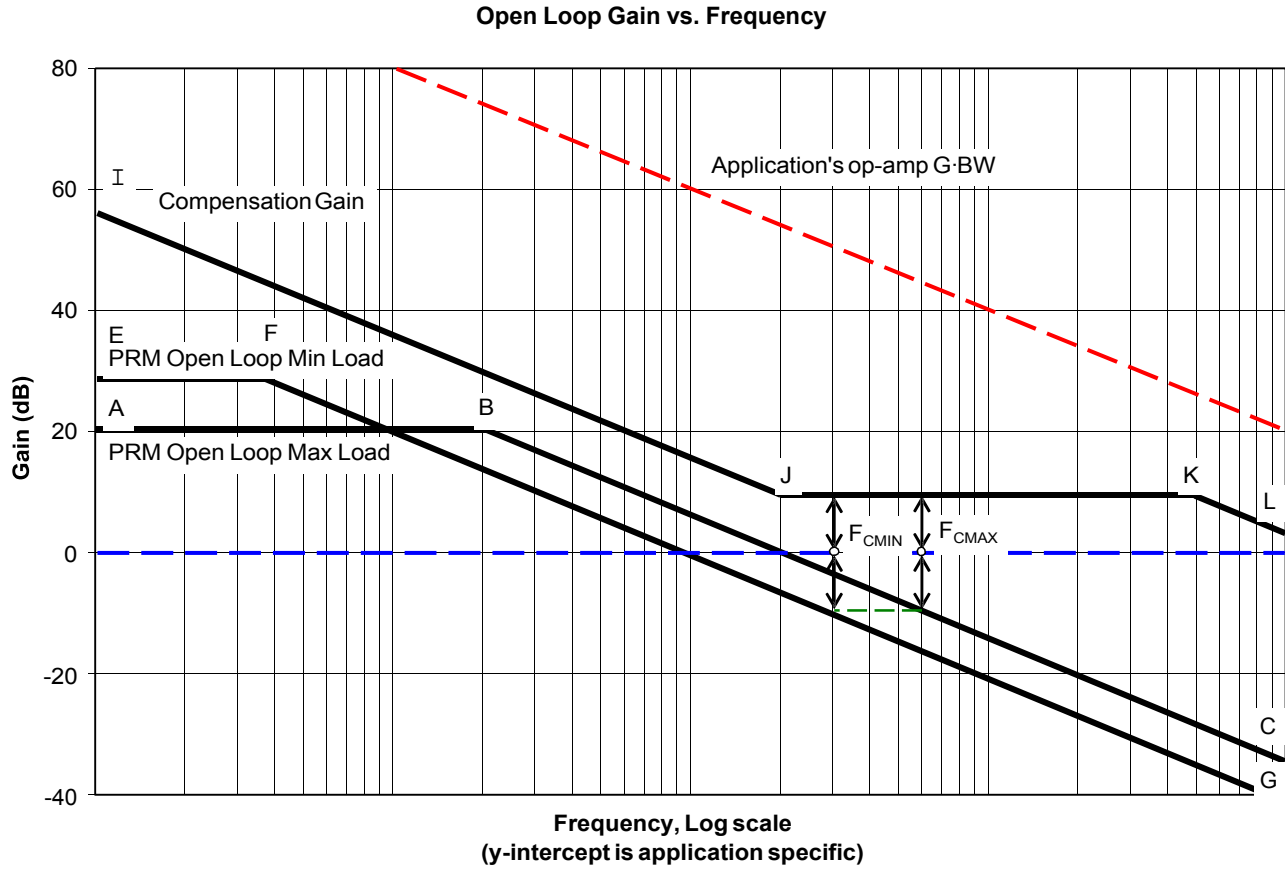 Open Loop Gain vs. Frequency
80
60
40
20
0
-20
-40
Gain (dB)
Application's op-amp G·BW
I
Compensation Gain
E
F
PRM Open Loop Min Load
A
B
PRM Open Loop Max Load
J
K
L
FCMIN
FCMAX
C
G
Frequency, Log scale
(y-intercept is application specific)